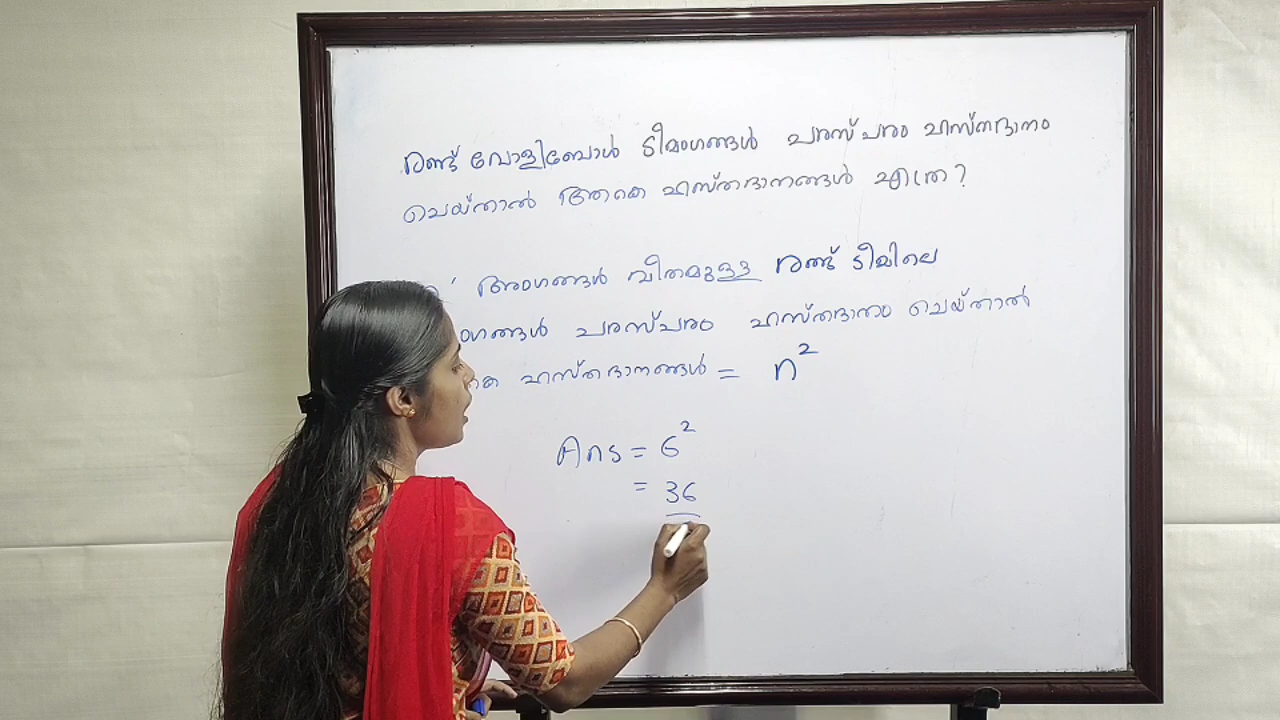 രണ്ട് വോളിബോൾ ടീമംഗങ്ങൾ പരസ്പരം ഹസ്തദാനം
ചെയ്താൽ ആകെ ഹസ്തദാനങ്ങൾ എത്ര?
അംഗങ്ങൾ വീതമുള്ള രണ്ട് ടീമിലെ
ംഗങ്ങൾ പരസ്പരം ഹസ്തദാനം ചെയ്താൽ
കെ ഹസ്തദാനങ്ങൾ = n²
Ans = 6²
= 36